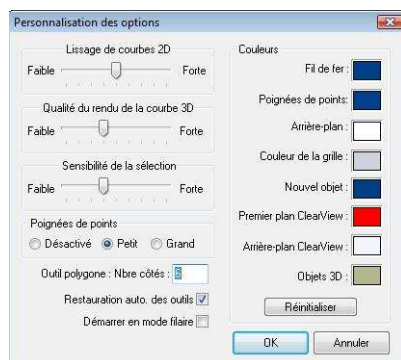 Personnalisation des options
Lissage de courbes 2D
Faible
Forte
Qualité du rendu de la courbe 3D
Faible
Forte
Sensibilité de la sélection
Faible
Forte
Poignées de points
Désactivé
Petit
Grand
Outil polygone : Nbre côtés : 6
Restauration auto. des outils
Démarrer en mode filaire
Couleurs
Fil de fer :
Poignées de points:
Arrière-plan :
Couleur de la grille :
Nouvel objet :
Premier plan ClearView :
Arrière-plan ClearView :
Objets 3D :
Réinitialiser
OK
Annuler